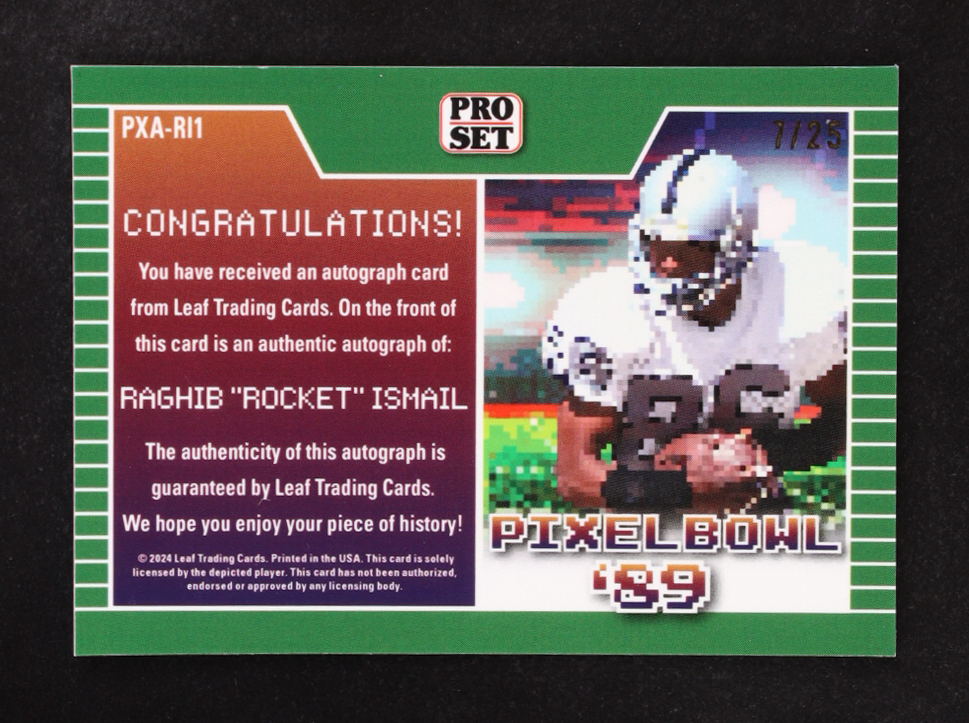 PRO
SET
PXA-RI1
7/25
CONGRATULATIONS!
You have received an autograph card
from Leaf Trading Cards. On the front of
this card is an authentic autograph of:
RAGHIB "ROCKET" ISMAIL
The authenticity of this autograph is
guaranteed by Leaf Trading Cards.
We hope you enjoy your piece of history!
© 2024 Leaf Trading Cards. Printed in the USA. This card is solely
licensed by the depicted player. This card has not been authorized,
endorsed or approved by any licensing body.
86
PIXEL BOWL
'89